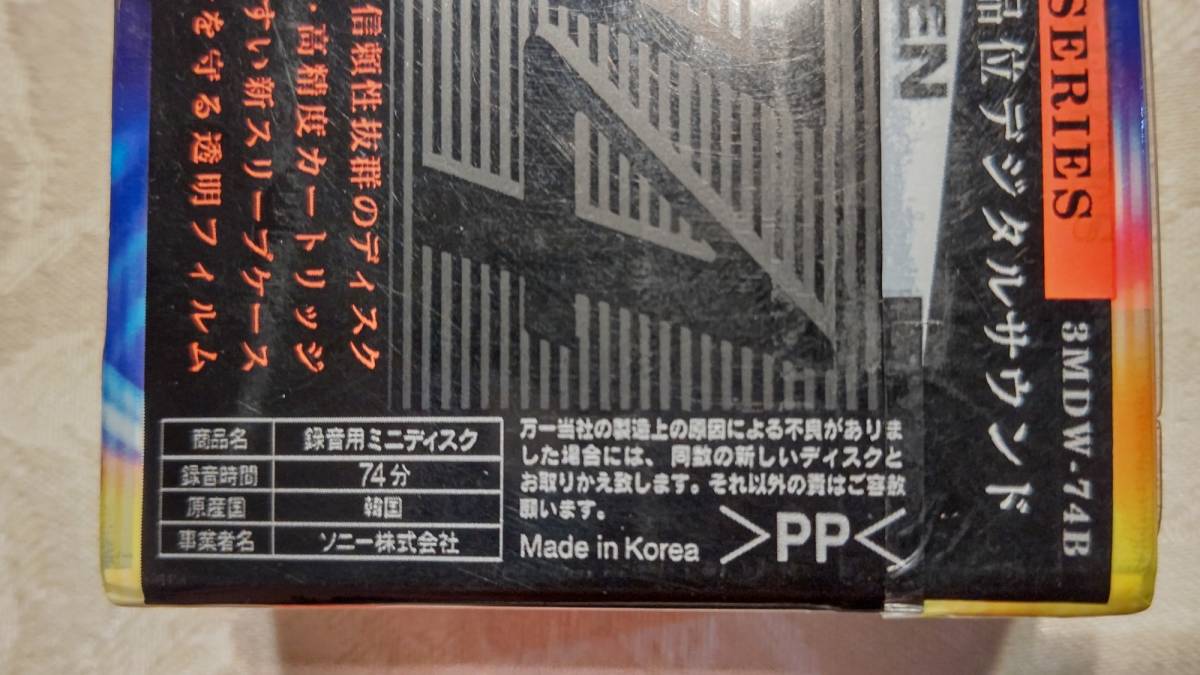 SERIES
3MDW-74B
品位デジタルサウンド
EN
信頼性抜群のディスク
・高精度カートリッジ
すい新スリーブケース
を守る透明フィルム
商品名 録音用ミニディスク
録音時間 74分
原産国 韓国
事業者名 ソニー株式会社
万一当社の製造上の原因による不良がありま
した場合には、同数の新しいディスクと
お取りかえ致します。それ以外の責はご容赦
願います。
Made in Korea >PP<